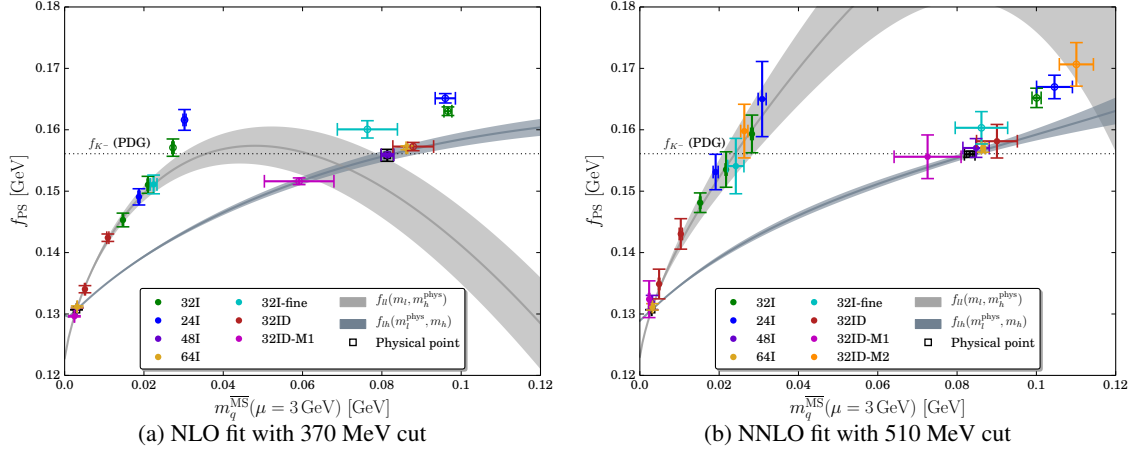 0.18
0.17
0.16
0.15
0.14
0.13
0.12
f_PS [GeV]
f_{K^-} (PDG)
32I
24I
48I
64I
32I-fine
32ID
32ID-M1
f_{ll}(m_l, m_h^{phys})
f_{lh}(m_l^{phys}, m_h)
Physical point
0.0 0.02 0.04 0.06 0.08 0.1 0.12
m_q^{\overline{MS}}(μ = 3 GeV) [GeV]
(a) NLO fit with 370 MeV cut
0.18
0.17
0.16
0.15
0.14
0.13
0.12
f_PS [GeV]
f_{K^-} (PDG)
32I
24I
48I
64I
32I-fine
32ID
32ID-M1
32ID-M2
f_{ll}(m_l, m_h^{phys})
f_{lh}(m_l^{phys}, m_h)
Physical point
0.0 0.02 0.04 0.06 0.08 0.1 0.12
m_q^{\overline{MS}}(μ = 3 GeV) [GeV]
(b) NNLO fit with 510 MeV cut